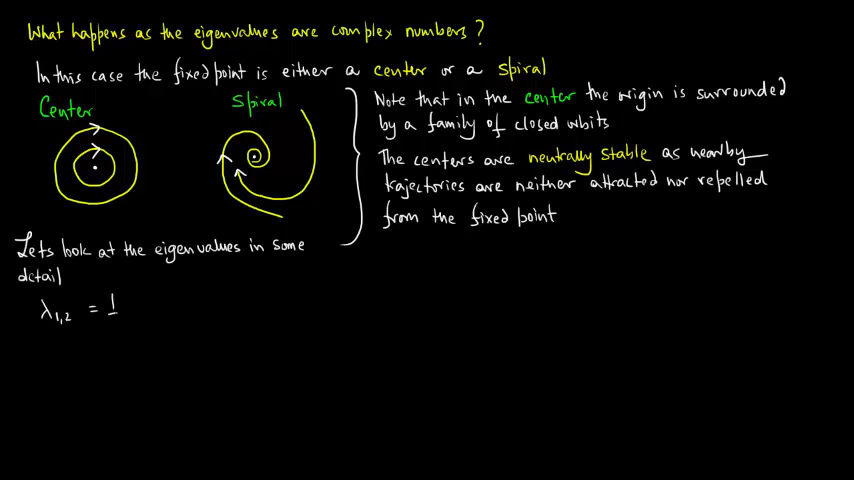 What happens as the eigenvalues are complex numbers?
In this case the fixed point is either a center or a spiral
Center
Spiral
Note that in the center the origin is surrounded
by a family of closed orbits
The centers are neutrally stable as nearby
trajectories are neither attracted nor repelled
from the fixed point
Lets look at the eigenvalues in some
detail
λ1,2 = 1